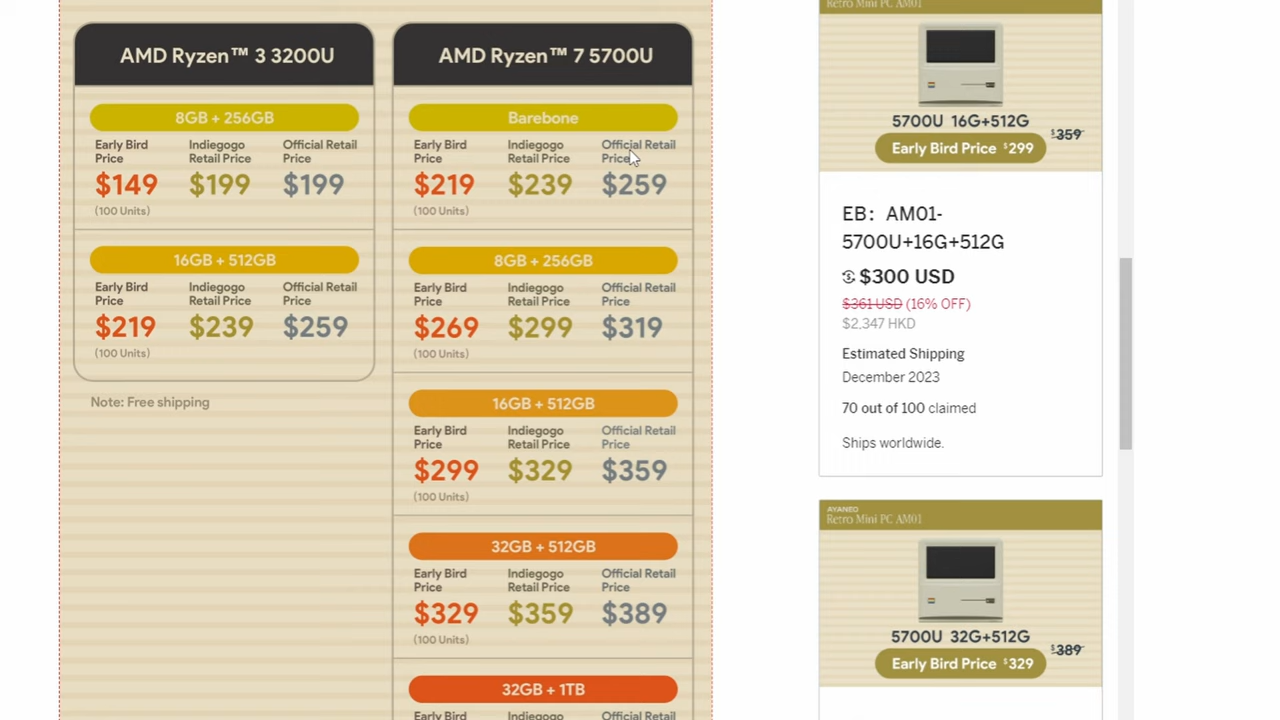 AMD Ryzen™ 3 3200U
8GB + 256GB
Early Bird Price
Indiegogo Retail Price
Official Retail Price
$149
$199
$199
(100 Units)
16GB + 512GB
Early Bird Price
Indiegogo Retail Price
Official Retail Price
$219
$239
$259
(100 Units)
Note: Free shipping
AMD Ryzen™ 7 5700U
Barebone
Early Bird Price
Indiegogo Retail Price
Official Retail Price
$219
$239
$259
(100 Units)
8GB + 256GB
Early Bird Price
Indiegogo Retail Price
Official Retail Price
$269
$299
$319
(100 Units)
16GB + 512GB
Early Bird Price
Indiegogo Retail Price
Official Retail Price
$299
$329
$359
(100 Units)
32GB + 512GB
Early Bird Price
Indiegogo Retail Price
Official Retail Price
$329
$359
$389
(100 Units)
32GB + 1TB
Early Bird
Indiegogo
Official Retail
Retro Mini PC AM01
5700U 16G+512G
$359
Early Bird Price $299
EB：AM01-
5700U+16G+512G
$300 USD
$361 USD (16% OFF)
$2,347 HKD
Estimated Shipping
December 2023
70 out of 100 claimed
Ships worldwide.
AYANEO
Retro Mini PC AM01
5700U 32G+512G
$389
Early Bird Price $329